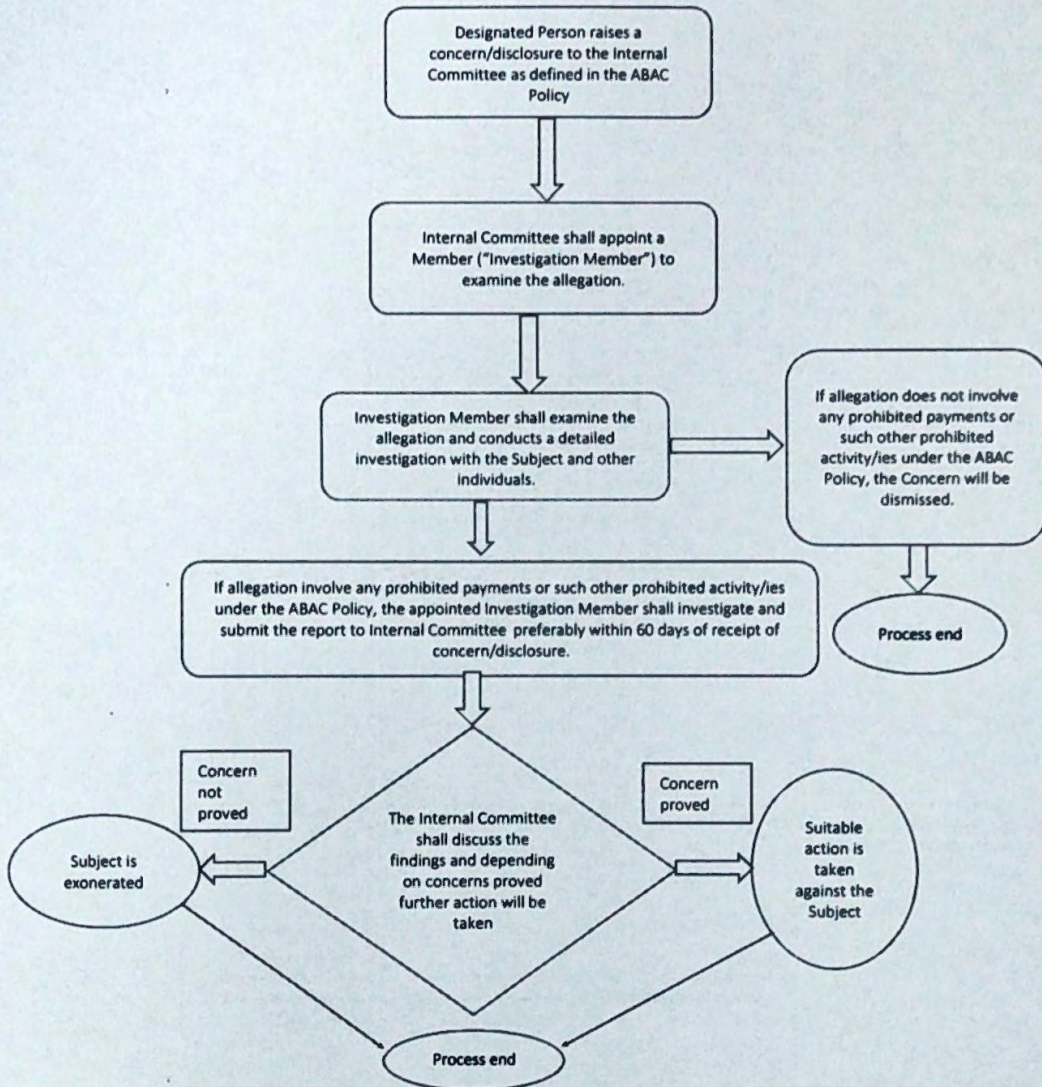 Designated Person raises a
concern/disclosure to the Internal
Committee as defined in the ABAC
Policy
Internal Committee shall appoint a
Member (“Investigation Member”) to
examine the allegation.
Investigation Member shall examine the
allegation and conducts a detailed
investigation with the Subject and other
individuals.
If allegation does not involve
any prohibited payments or
such other prohibited
activity/ies under the ABAC
Policy, the Concern will be
dismissed.
Process end
If allegation involve any prohibited payments or such other prohibited activity/ies
under the ABAC Policy, the appointed Investigation Member shall investigate and
submit the report to Internal Committee preferably within 60 days of receipt of
concern/disclosure.
Concern
not
proved
Subject is
exonerated
The Internal Committee
shall discuss the
findings and depending
on concerns proved
further action will be
taken
Concern
proved
Suitable
action is
taken
against the
Subject
Process end